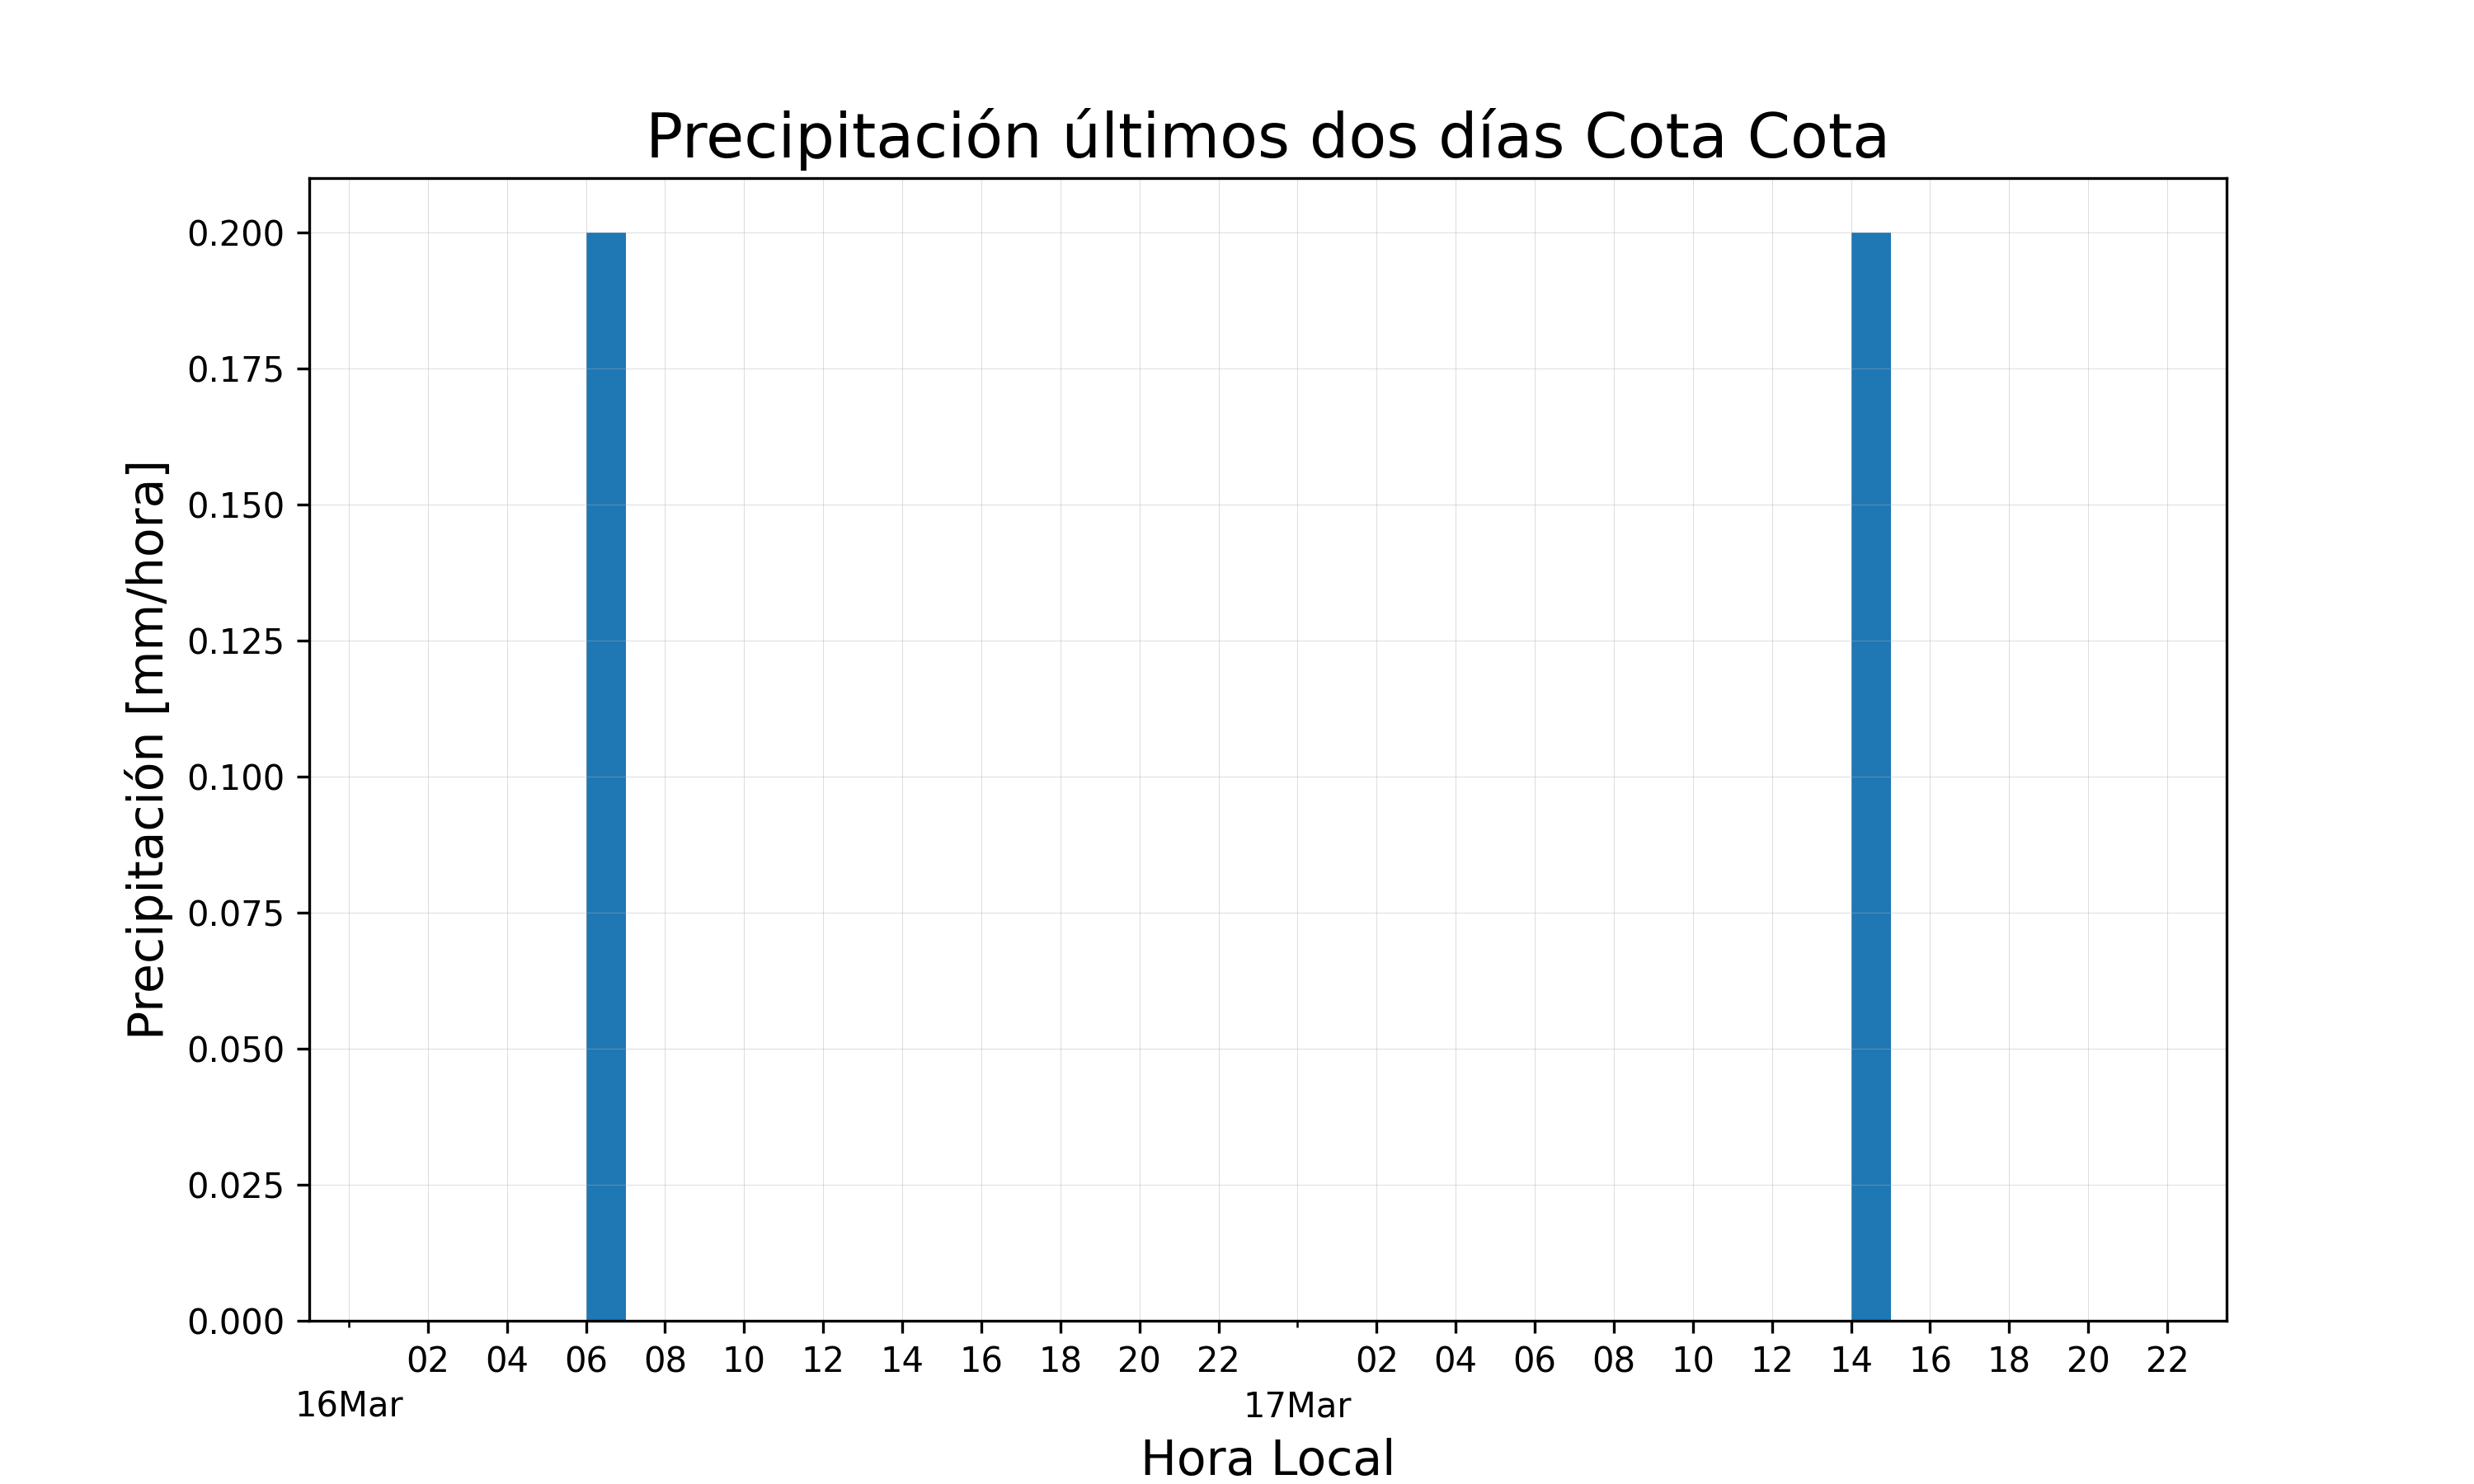 Precipitación últimos dos días Cota Cota
Precipitación [mm/hora]
0.200
0.175
0.150
0.125
0.100
0.075
0.050
0.025
0.000
02 04 06 08 10 12 14 16 18 20 22 02 04 06 08 10 12 14 16 18 20 22
16Mar 17Mar
Hora Local